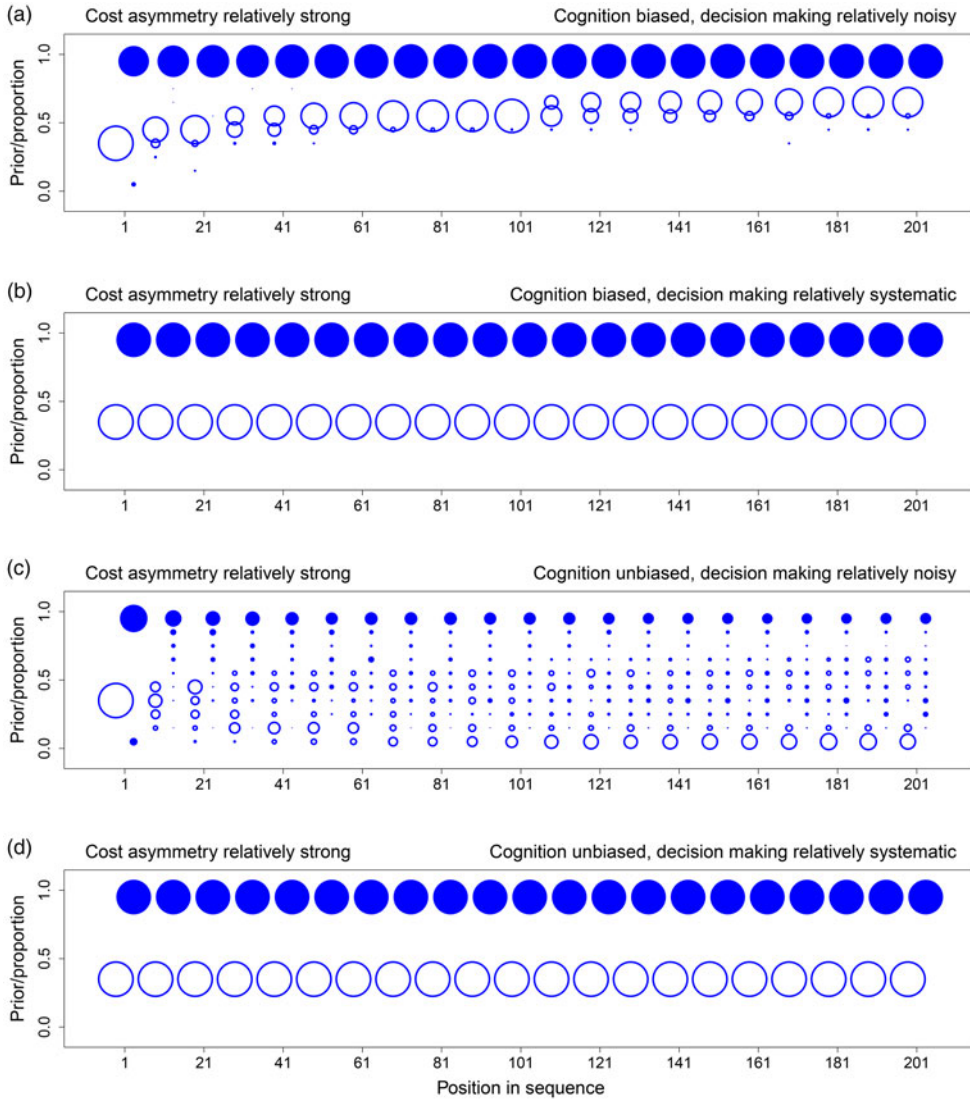 (a)
Cost asymmetry relatively strong Cognition biased, decision making relatively noisy
Prior/proportion
1.0
0.5
0.0
1 21 41 61 81 101 121 141 161 181 201
(b)
Cost asymmetry relatively strong Cognition biased, decision making relatively systematic
Prior/proportion
1.0
0.5
0.0
1 21 41 61 81 101 121 141 161 181 201
(c)
Cost asymmetry relatively strong Cognition unbiased, decision making relatively noisy
Prior/proportion
1.0
0.5
0.0
1 21 41 61 81 101 121 141 161 181 201
(d)
Cost asymmetry relatively strong Cognition unbiased, decision making relatively systematic
Prior/proportion
1.0
0.5
0.0
1 21 41 61 81 101 121 141 161 181 201
Position in sequence